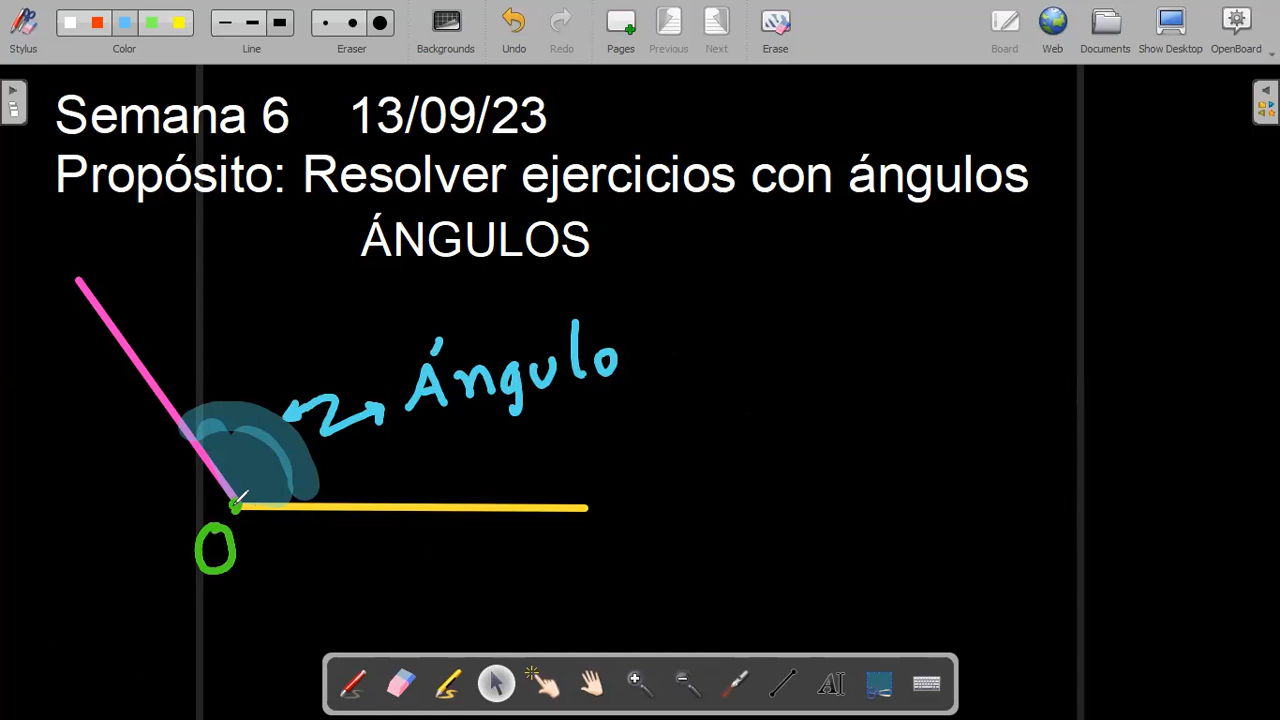 Stylus Color Line Eraser Backgrounds Undo Redo Pages Previous Next Erase Board Web Documents Show Desktop OpenBoard
Semana 6 13/09/23
Propósito: Resolver ejercicios con ángulos
ÁNGULOS
Ángulo
O
AI